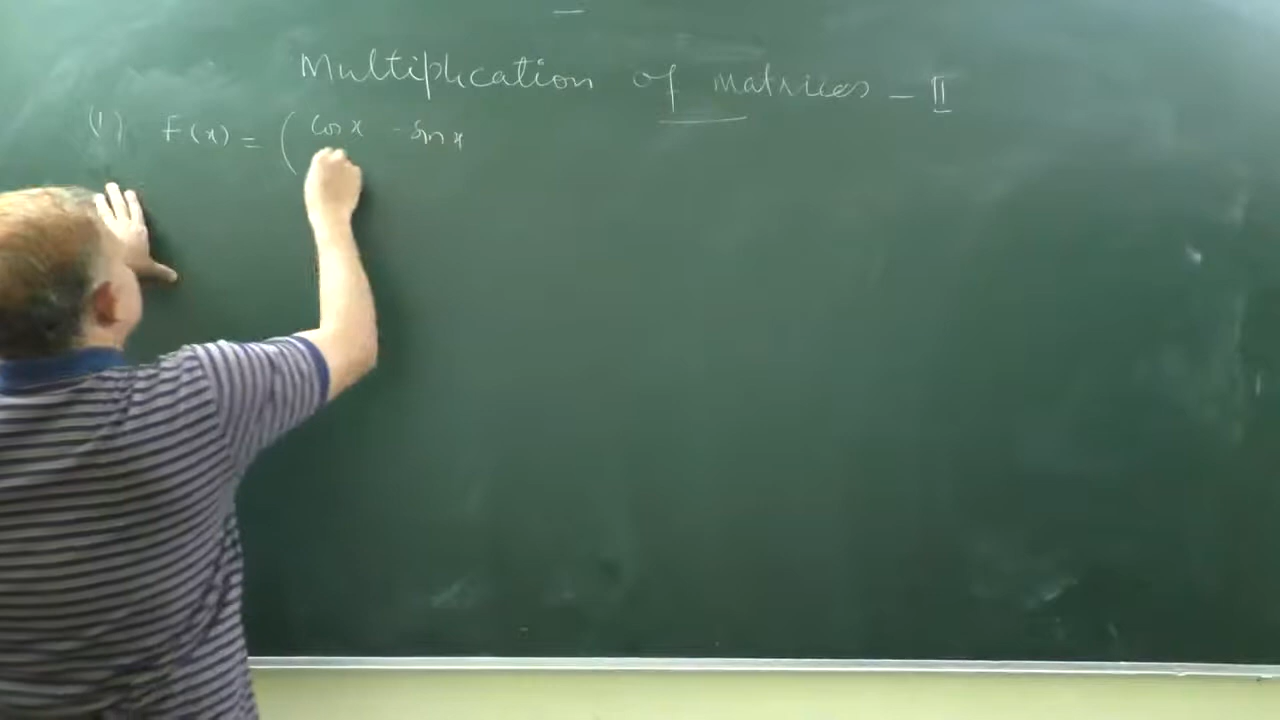 Multiplication of matrices - II
(1) F(x) = ( cos x - sin x